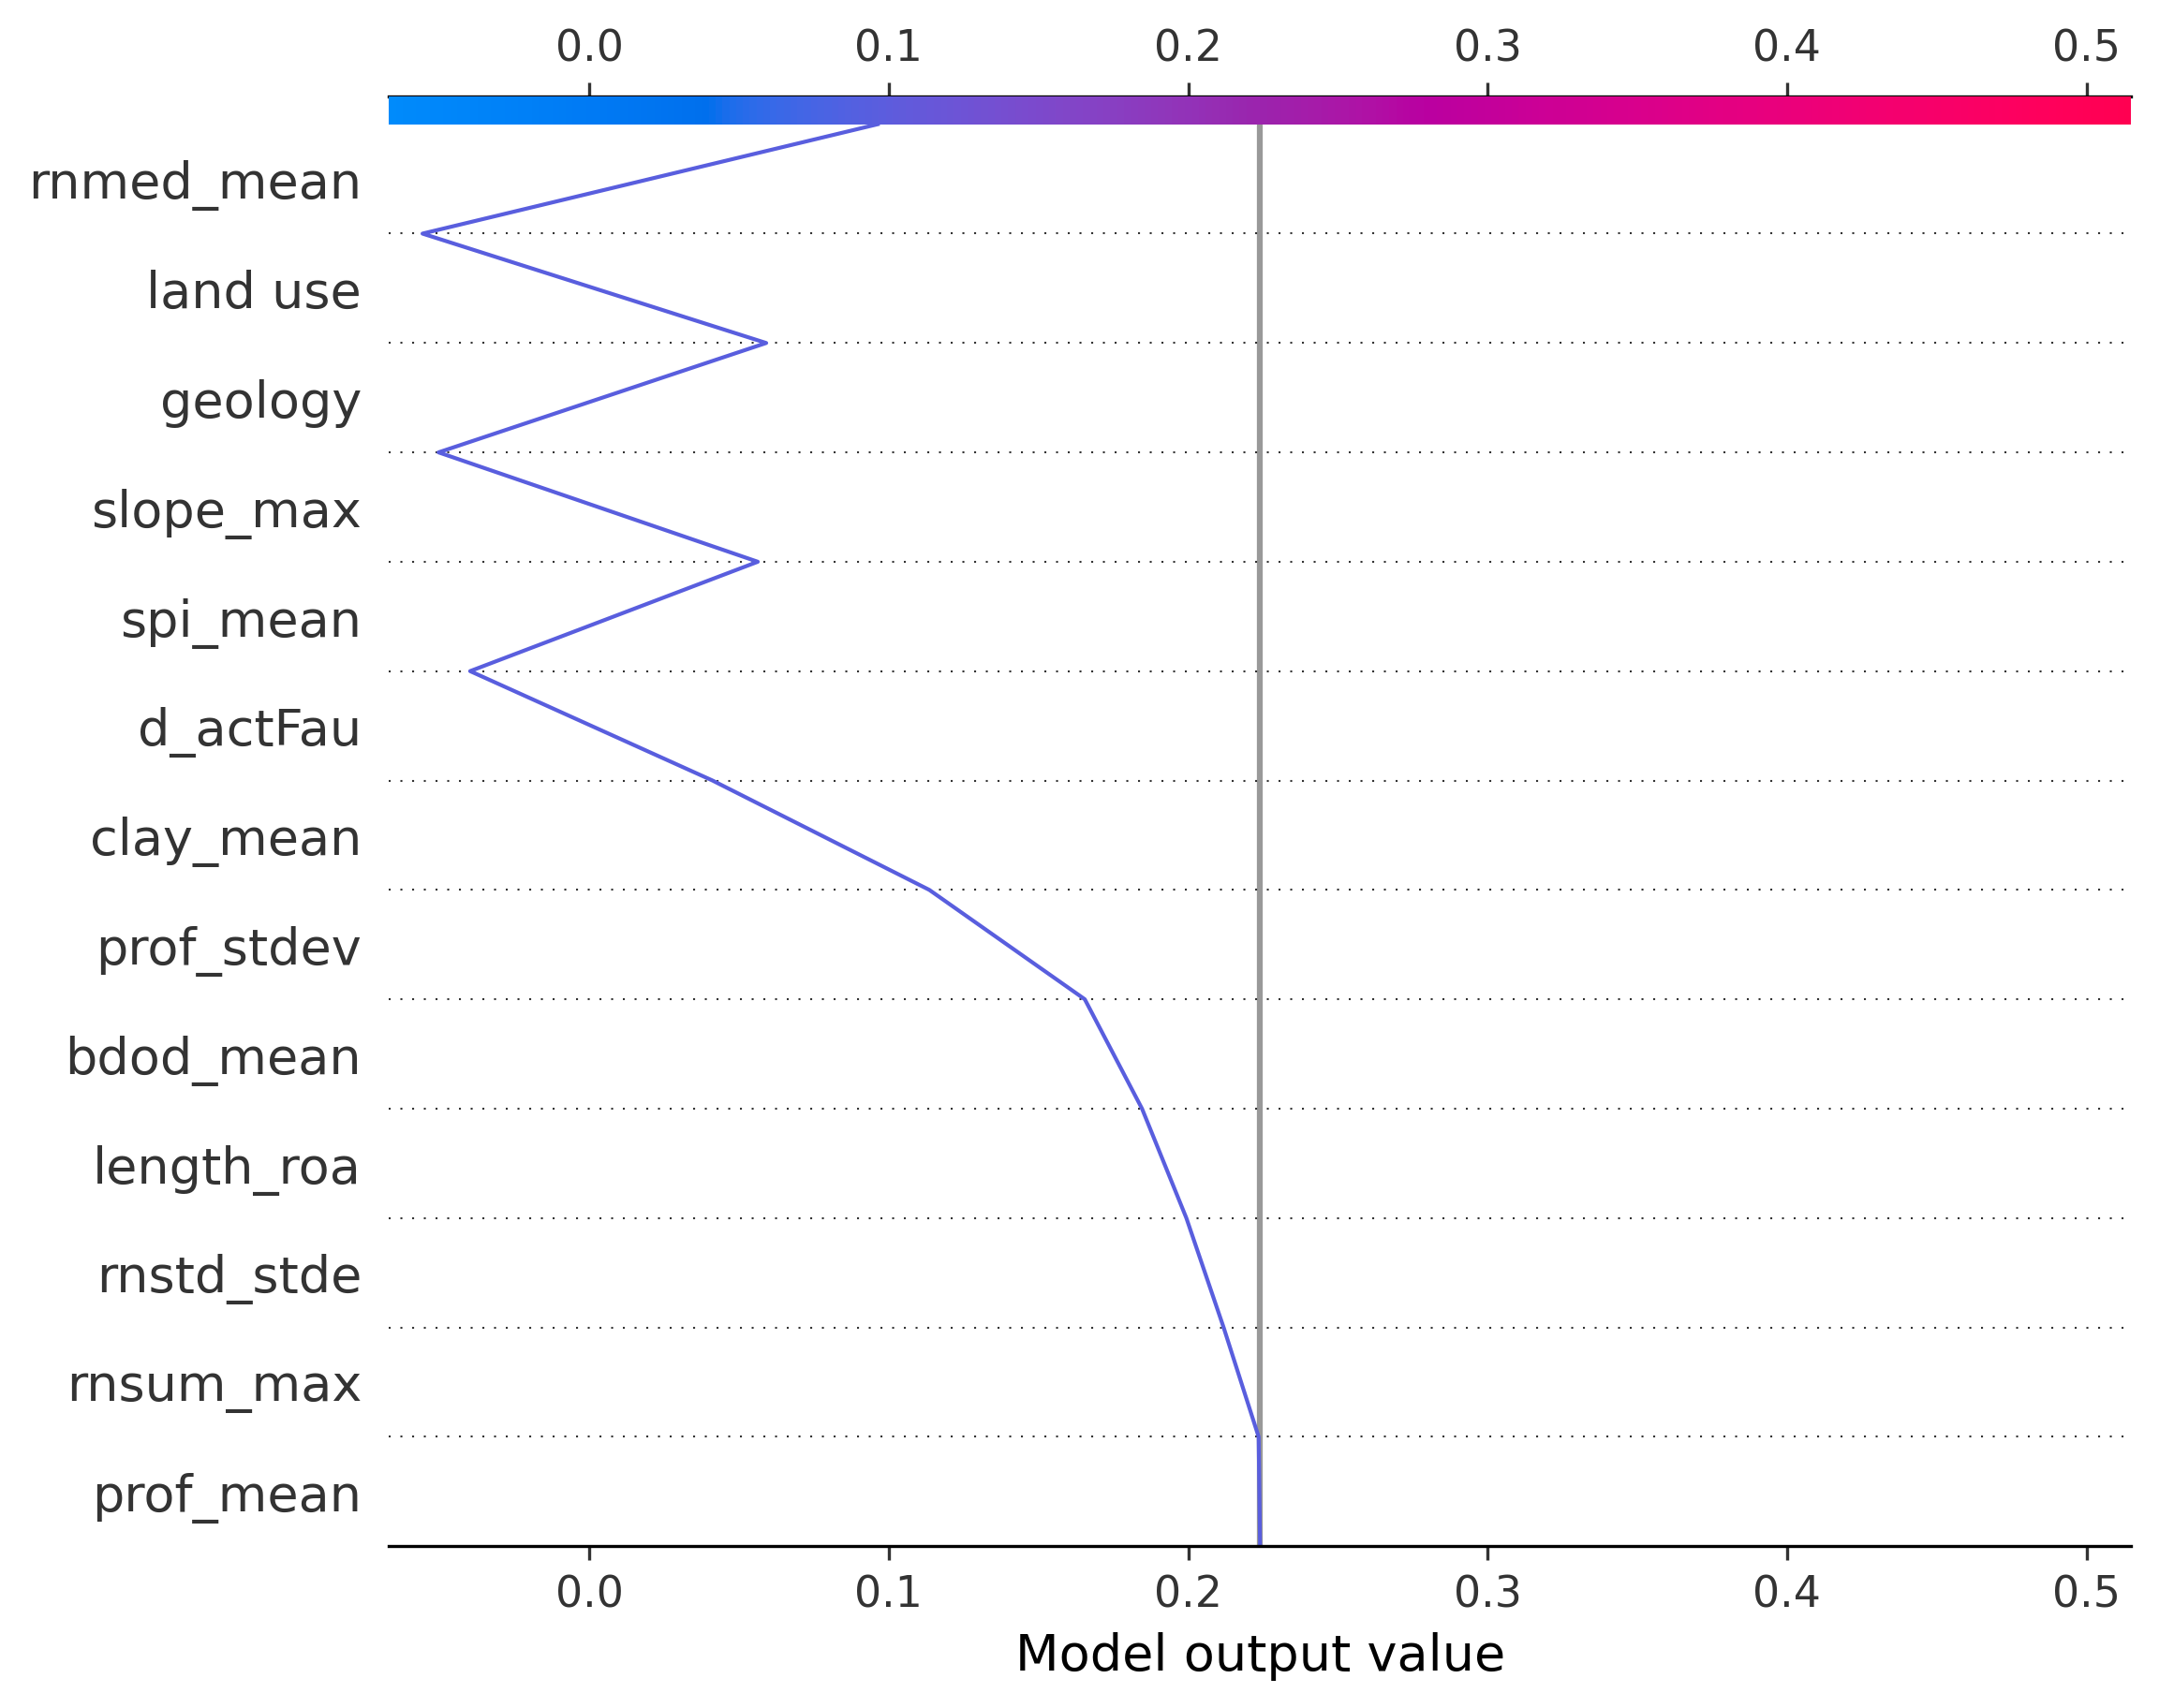 0.0 0.1 0.2 0.3 0.4 0.5
rnmed_mean
land use
geology
slope_max
spi_mean
d_actFau
clay_mean
prof_stdev
bdod_mean
length_roa
rnstd_stde
rnsum_max
prof_mean
0.0 0.1 0.2 0.3 0.4 0.5
Model output value